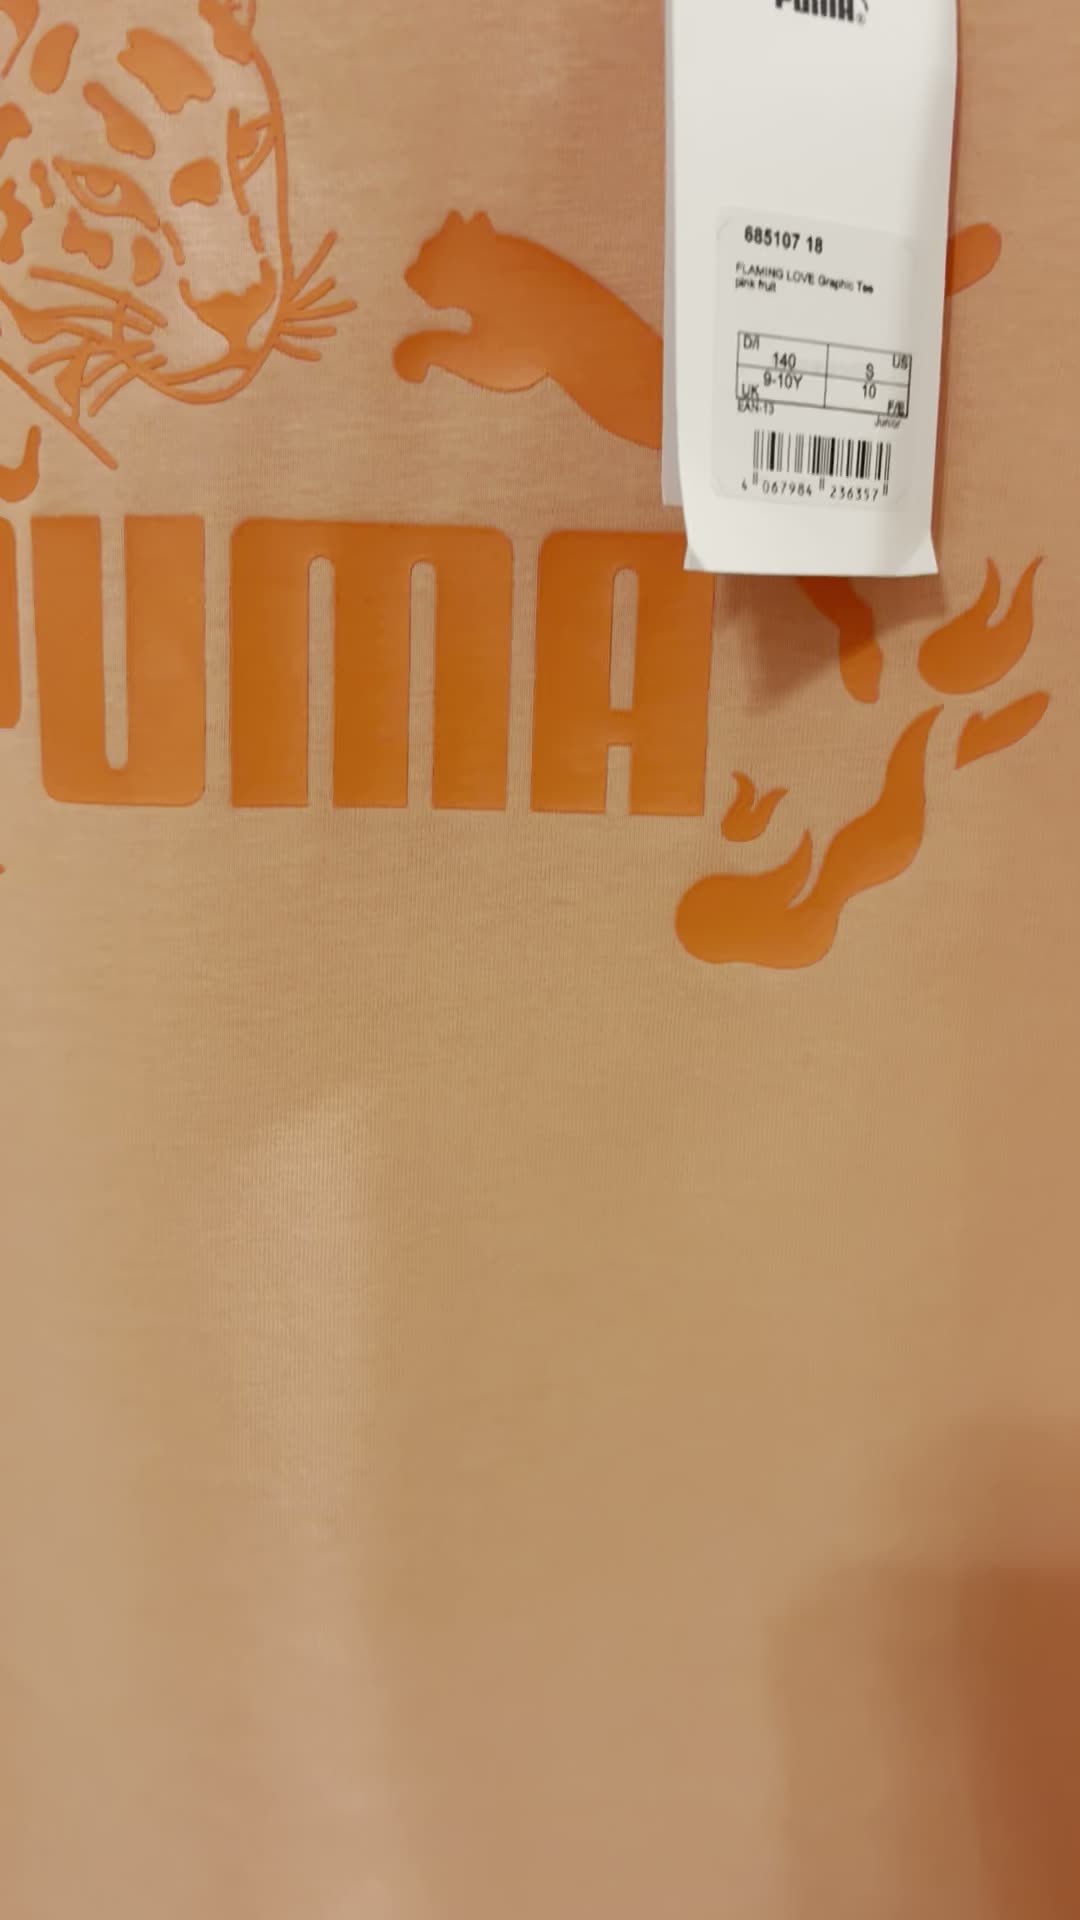 PUMA
685107 18
FLAMING LOVE Graphic Tee
pink fruit
D/I
US
140
S
9-10Y
10
UK
F/E
EAN-13
Junior
4 067984 236357
PUMA